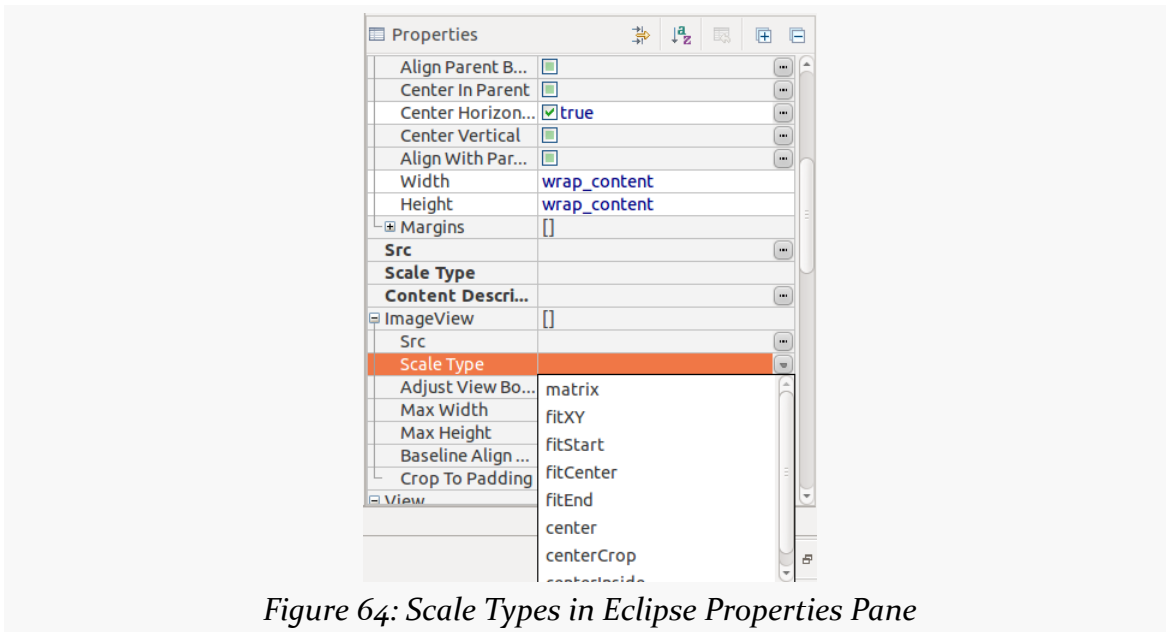 Properties
Align Parent B...
Center In Parent
Center Horizon... true
Center Vertical
Align With Par...
Width wrap_content
Height wrap_content
Margins []
Src
Scale Type
Content Descri...
ImageView []
Src
Scale Type
Adjust View Bo... matrix
Max Width fitXY
Max Height fitStart
Baseline Align ... fitCenter
Crop To Padding fitEnd
View center
centerCrop
centerInside
Figure 64: Scale Types in Eclipse Properties Pane